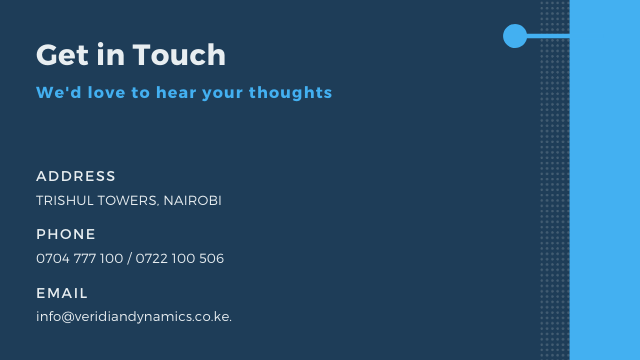 Get in Touch
We'd love to hear your thoughts
ADDRESS
TRISHUL TOWERS, NAIROBI
PHONE
0704 777 100 / 0722 100 506
EMAIL
info@veridiandynamics.co.ke.